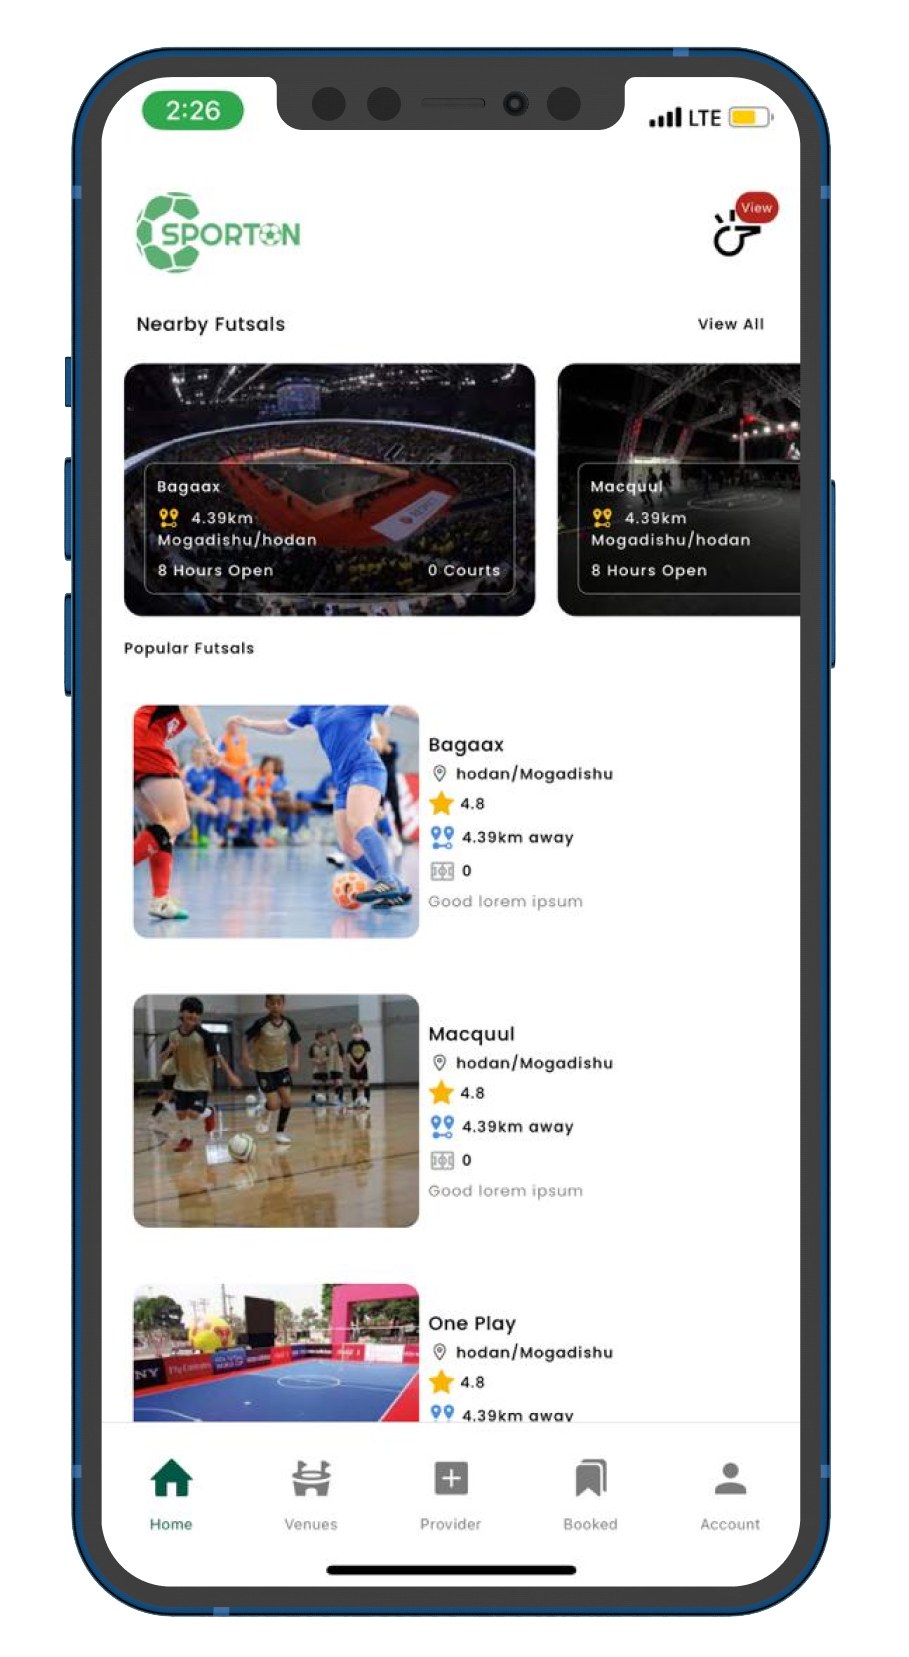 2:26
LTE
SPORTON
View
Nearby Futsals
View All
Bagaax
4.39km
Mogadishu/hodan
8 Hours Open
0 Courts
Macquul
4.39km
Mogadishu/hodan
8 Hours Open
Popular Futsals
Bagaax
hodan/Mogadishu
4.8
4.39km away
0
Good lorem ipsum
Macquul
hodan/Mogadishu
4.8
4.39km away
0
Good lorem ipsum
One Play
hodan/Mogadishu
4.8
4.39km away
Home
Venues
Provider
Booked
Account